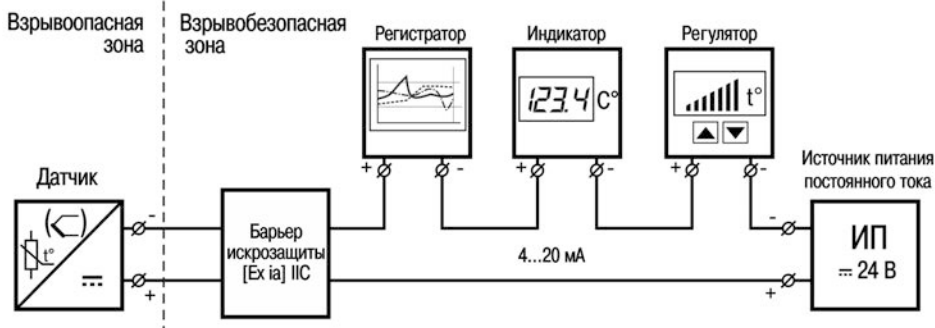 Взрывоопасная
зона
Взрывобезопасная
зона
Регистратор
Индикатор
Регулятор
123.4 C°
t°
+ - + - + -
Датчик
Источник питания
постоянного тока
t°
-
+
Барьер
искрозащиты
[Ex ia] IIC
4...20 мА
-
+
ИП
= 24 В